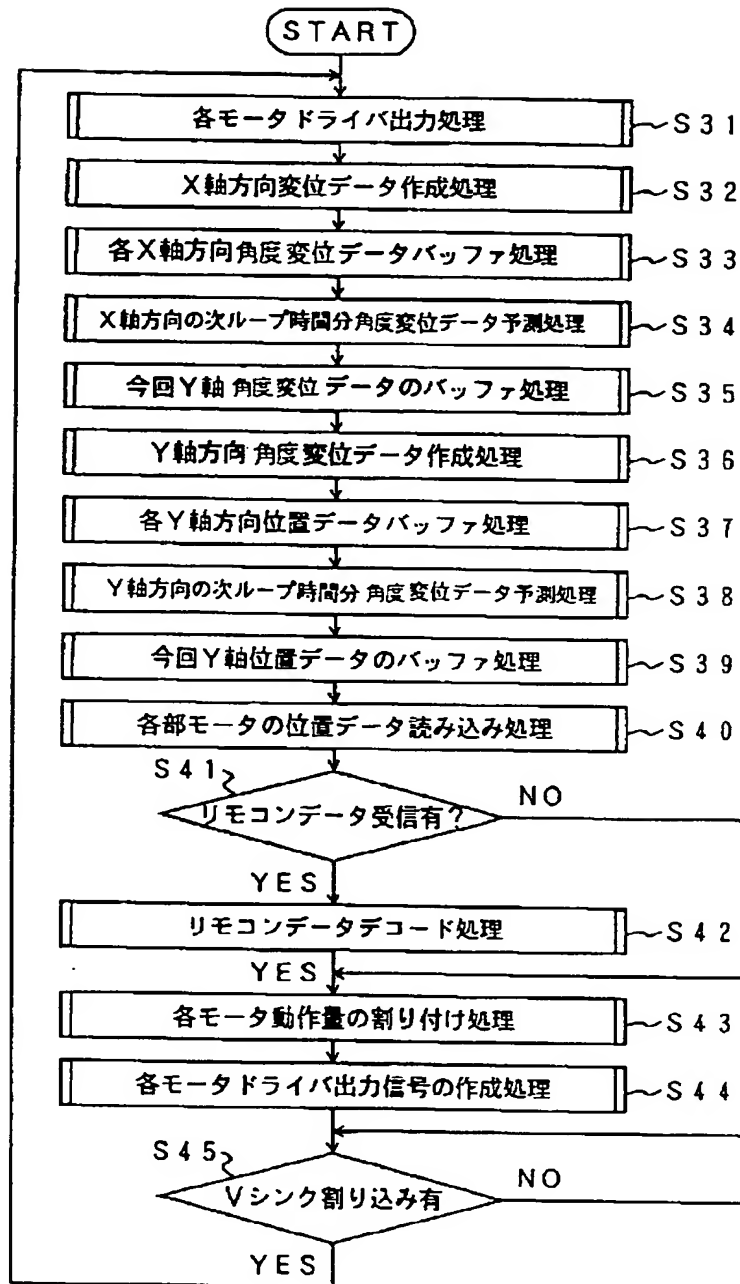 START
各モータドライバ出力処理 S31
X軸方向変位データ作成処理 S32
各X軸方向角度変位データバッファ処理 S33
X軸方向の次ループ時間分角度変位データ予測処理 S34
今回Y軸角度変位データのバッファ処理 S35
Y軸方向角度変位データ作成処理 S36
各Y軸方向位置データバッファ処理 S37
Y軸方向の次ループ時間分角度変位データ予測処理 S38
今回Y軸位置データのバッファ処理 S39
各部モータの位置データ読み込み処理 S40
S41
リモコンデータ受信有? NO
YES
リモコンデータデコード処理 S42
YES
各モータ動作量の割り付け処理 S43
各モータドライバ出力信号の作成処理 S44
S45
Vシンク割り込み有 NO
YES